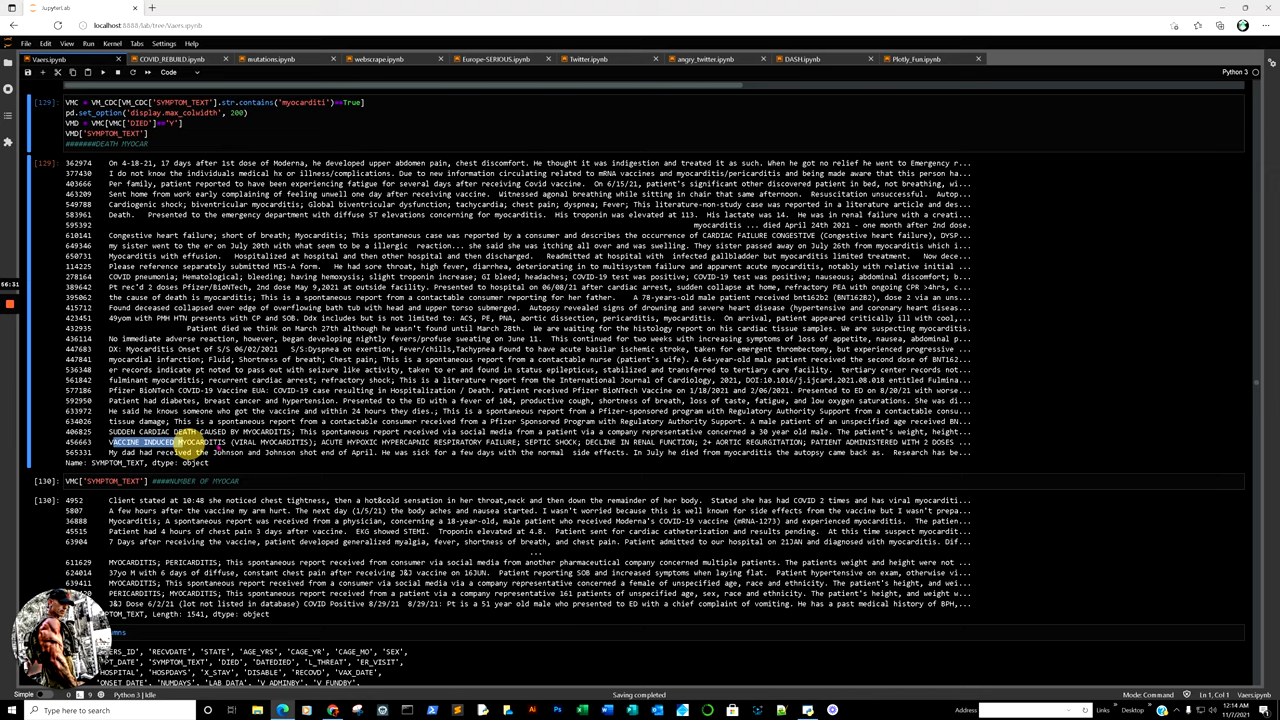 JupyterLab
localhost:8888/lab/tree/Vaers.ipynb
File Edit View Run Kernel Tabs Settings Help
Vaers.ipynb COVID_REBUILD.ipynb mutations.ipynb webscrape.ipynb Europe-SERIOUS.ipynb Twitter.ipynb angry_twitter.ipynb DASH.ipynb Plotly_Fun.ipynb
Code Python 3
[129]: VMC = VM_CDC[VM_CDC['SYMPTOM_TEXT'].str.contains('myocarditi')==True]
pd.set_option('display.max_colwidth', 200)
VMD = VMC[VMC['DIED']=='Y']
VMD['SYMPTOM_TEXT']
#######DEATH MYOCAR
[129]: 362974 On 4-18-21, 17 days after 1st dose of Moderna, he developed upper abdomen pain, chest discomfort. He thought it was indigestion and treated it as such. When he got no relief he went to Emergency r...
377430 I do not know the individuals medical hx or illness/complications. Due to new information circulating related to mRNA vaccines and myocarditis/pericarditis and being made aware that this person ha...
403666 Per family, patient reported to have been experiencing fatigue for several days after receiving Covid vaccine. On 6/15/21, patient's significant other discovered patient in bed, not breathing, wi...
463209 Sent home from work early complaining of feeling unwell one day after receiving vaccine. Witnessed agonal breathing while sitting in chair that same afternoon. Resuscitation unsuccessful. Autop...
549788 Cardiogenic shock; biventricular myocarditis; Global biventricular dysfunction; tachycardia; chest pain; dyspnea; Fever; This literature-non-study case was reported in a literature article and des...
583961 Death. Presented to the emergency department with diffuse ST elevations concerning for myocarditis. His troponin was elevated at 113. His lactate was 14. He was in renal failure with a creati...
595392 myocarditis ... died April 24th 2021 - one month after 2nd dose.
610141 Congestive heart failure; short of breath; Myocarditis; This spontaneous case was reported by a consumer and describes the occurrence of CARDIAC FAILURE CONGESTIVE (Congestive heart failure), DYSP...
649346 my sister went to the er on July 20th with what seem to be a illergic reaction... she said she was itching all over and was swelling. They sister passed away on July 26th from myocarditis which i...
650731 Myocarditis with effusion. Hospitalized at hospital and then other hospital and then discharged. Readmitted at hospital with infected gallbladder but myocarditis limited treatment. Now dece...
114225 Please reference separately submitted MIS-A form. He had sore throat, high fever, diarrhea, deteriorating in to multisystem failure and apparent acute myocarditis, notably with relative initial ...
278164 COVID pneumonia; Hematological; bleeding; having hemoxysis; slight troponin increase; GI bleed; headaches; COVID-19 test was positive; COVID-19 test was positive; nauseous; abdominal discomfort; c...
389642 Pt rec'd 2 doses Pfizer/BioNTech, 2nd dose May 9,2021 at outside facility. Presented to hospital on 06/08/21 after cardiac arrest, sudden collapse at home, refractory PEA with ongoing CPR >4hrs, c...
395062 the cause of death is myocarditis; This is a spontaneous report from a contactable consumer reporting for her father. A 78-year-old male patient received bnt162b2 (BNT162B2), dose 2 via an uns...
415712 Found deceased collapsed over edge of overflowing bath tub with head and upper torso submerged. Autopsy revealed signs of drowning and severe heart disease (hypertensive and coronary heart diseas...
423451 49yom with PMH HTN presents with CP and SOB. Ddx includes but is not limited to: ACS, PE, PNA, aortic dissection, pericarditis, myocarditis. On arrival, patient appeared critically ill with cool,...
432935 Patient died we think on March 27th although he wasn't found until March 28th. We are waiting for the histology report on his cardiac tissue samples. We are suspecting myocarditis.
436114 No immediate adverse reaction, however, began developing nightly fevers/profuse sweating on June 11. This continued for two weeks with increasing symptoms of loss of appetite, nausea, abdominal p...
447683 DX: Myocarditis Onset of S/S 06/02/2021 S/S:Dyspnea on exertion, Fever/chills,Tachypnea Found to have acute basilar ischemic stroke, taken for emergent thrombectomy, but experienced progressive ...
447841 myocardial infarction; Fluid; Shortness of breath; Chest pain; This is a spontaneous report from a contactable nurse (patient's wife). A 64-year-old male patient received the second dose of BNT162...
536348 er records indicate pt noted to pass out with seizure like activity, taken to er and found in status epilepticus, stabilized and transferred to tertiary care facility. tertiary center records not...
561842 fulminant myocarditis; recurrent cardiac arrest; refractory shock; This is a literature report from the International Journal of Cardiology, 2021, DOI:10.1016/j.ijcard.2021.08.018 entitled Fulmina...
577186 Pfizer BioNTech COVID-19 Vaccine EUA: COVID-19 case resulting in Hospitalization / Death. Patient received Pfizer BioNTech Vaccine on 1/18/2021 and 2/06/2021. Presented to ED on 8/20/21 with worse...
592950 Patient had diabetes, breast cancer and hypertension. Presented to the ED with a fever of 104, productive cough, shortness of breath, loss of taste, fatigue, and low oxygen saturations. She was d...
633972 He said he knows someone who got the vaccine and within 24 hours they dies.; This is a spontaneous report from a Pfizer-sponsored program with Regulatory Authority Support from a contactable consu...
634026 tissue damage; This is a spontaneous report from a contactable consumer received from a Pfizer Sponsored Program with Regulatory Authority Support. A male patient of an unspecified age received b...
406825 SUDDEN CARDIAC DEATH CAUSED BY MYOCARDITIS; This spontaneous report received from a consumer by a company representative concerned a 30 year old male. The patient's weight, height...
456663 VACCINE INDUCED MYOCARDITIS (VIRAL MYOCARDITIS); ACUTE HYPOXIC HYPERCAPNIC RESPIRATORY FAILURE; SEPTIC SHOCK; DECLINE IN RENAL FUNCTION; 2+ AORTIC REGURGITATION; PATIENT ADMINISTERED WITH 2 DOSES ...
565331 My dad had received the Johnson and Johnson shot end of April. He was sick for a few days with the normal side effects. In July he died from myocarditis the autopsy came back as. Research has be...
Name: SYMPTOM_TEXT, dtype: object
[130]: VMC['SYMPTOM_TEXT'] ####NUMBER OF MYOCAR
[130]: 4952 Client stated at 10:48 she noticed chest tightness, then a hot&cold sensation in her throat,neck and then down the remainder of her body. Stated she has had COVID 2 times and has viral myocarditi...
5807 A few hours after the vaccine my arm hurt. The next day (1/5/21) the body aches and nausea started. I wasn't worried because this is well known for side effects from the vaccine but I wasn't prepa...
36888 Myocarditis; A spontaneous report was received from a physician, concerning a 18-year-old, male patient who received Moderna's COVID-19 vaccine (mRNA-1273) and experienced myocarditis. The patien...
45515 Patient had 4 hours of chest pain 3 days after vaccine. EKG showed STEMI. Troponin elevated at 4.8. Patient sent for cardiac catheterization and results pending. At this time suspect myocardit...
63904 7 Days after receiving the vaccine, patient developed generalized myalgia, fever, shortness of breath, and chest pain. Patient admitted to our hospital on 21JAN and diagnosed with myocarditis. Dif...
...
611629 MYOCARDITIS; PERICARDITIS; This spontaneous report received from consumer via social media from another pharmaceutical company concerned multiple patients. The patients weight and height were not ...
624014 37yo M with 6 days of diffuse, constant chest pain after receiving J&J vaccine on 16JUN. Patient reporting SOB and increased symptoms when laying flat. Patient hypertensive on exam, otherwise vi...
639411 MYOCARDITIS; This spontaneous report received from a consumer via social media via a company representative concerned a female of unspecified age, race and ethnicity. The patient's height, and wei...
PERICARDITIS; MYOCARDITIS; This spontaneous report received from a patient via a company representative 161 patients of unspecified age, sex, race and ethnicity. The patient's height, and weight w...
J&J Dose 6/2/21 (lot not listed in database) COVID Positive 8/29/21 8/29/21: Pt is a 51 year old male who presented to ED with a chief complaint of vomiting. He has a past medical history of BPH,...
TOM_TEXT, Length: 1541, dtype: object
mns
ERS_ID', 'RECVDATE', 'STATE', 'AGE_YRS', 'CAGE_YR', 'CAGE_MO', 'SEX',
PT_DATE', 'SYMPTOM_TEXT', 'DIED', 'DATEDIED', 'L_THREAT', 'ER_VISIT',
HOSPITAL', 'HOSPDAYS', 'X_STAY', 'DISABLE', 'RECOVD', 'VAX_DATE',
ONSET_DATE', 'NUMDAYS', 'LAB_DATA', 'V_ADMINBY', 'V_FUNDBY',
Simple 0 9 Python 3 | Idle Saving completed Mode: Command Ln 1, Col 1 Vaers.ipynb
Type here to search Address Links Desktop 12:14 AM
11/7/2021